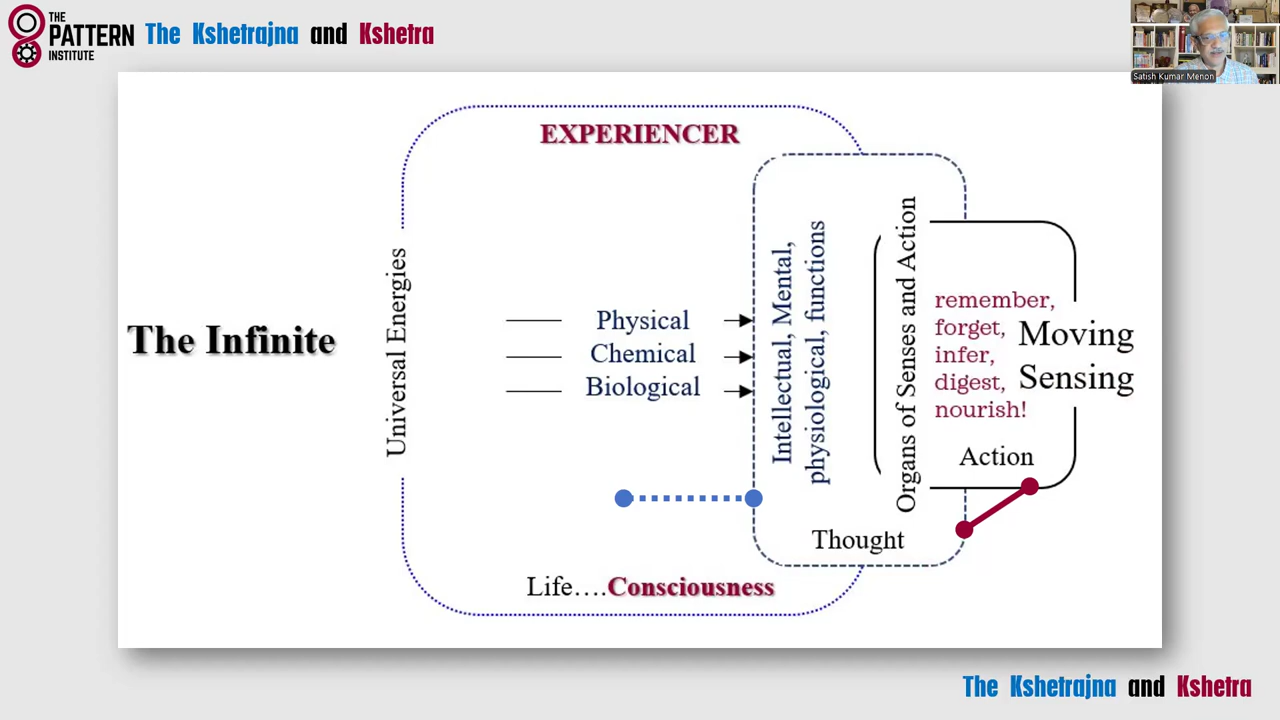 THE
PATTERN
INSTITUTE
The Kshetrajna and Kshetra
Satish Kumar Menon
EXPERIENCER
The Infinite
Universal Energies
Physical
Chemical
Biological
Intellectual, Mental,
physiological, functions
Organs of Senses and Action
remember,
forget,
infer,
digest,
nourish!
Moving
Sensing
Action
Thought
Life....Consciousness
The Kshetrajna and Kshetra